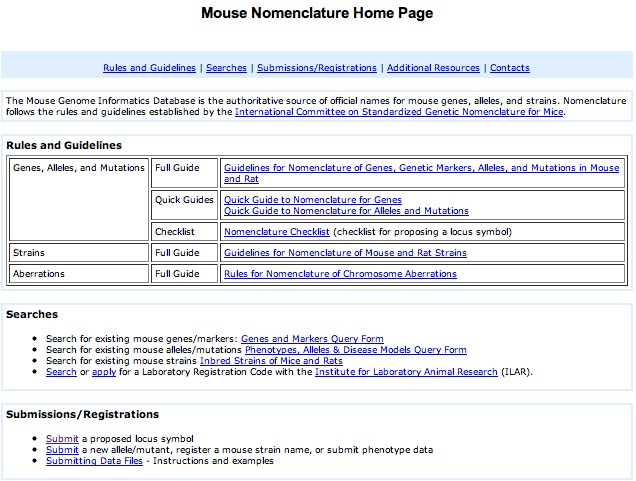 Mouse Nomenclature Home Page
Rules and Guidelines | Searches | Submissions/Registrations | Additional Resources | Contacts
The Mouse Genome Informatics Database is the authoritative source of official names for mouse genes, alleles, and strains. Nomenclature
follows the rules and guidelines established by the International Committee on Standardized Genetic Nomenclature for Mice.
Rules and Guidelines
Genes, Alleles, and Mutations Full Guide Guidelines for Nomenclature of Genes, Genetic Markers, Alleles, and Mutations in Mouse
and Rat
Quick Guides Quick Guide to Nomenclature for Genes
Quick Guide to Nomenclature for Alleles and Mutations
Checklist Nomenclature Checklist (checklist for proposing a locus symbol)
Strains Full Guide Guidelines for Nomenclature of Mouse and Rat Strains
Aberrations Full Guide Rules for Nomenclature of Chromosome Aberrations
Searches
• Search for existing mouse genes/markers: Genes and Markers Query Form
• Search for existing mouse alleles/mutations Phenotypes, Alleles & Disease Models Query Form
• Search for existing mouse strains Inbred Strains of Mice and Rats
• Search or apply for a Laboratory Registration Code with the Institute for Laboratory Animal Research (ILAR).
Submissions/Registrations
• Submit a proposed locus symbol
• Submit a new allele/mutant, register a mouse strain name, or submit phenotype data
• Submitting Data Files - Instructions and examples